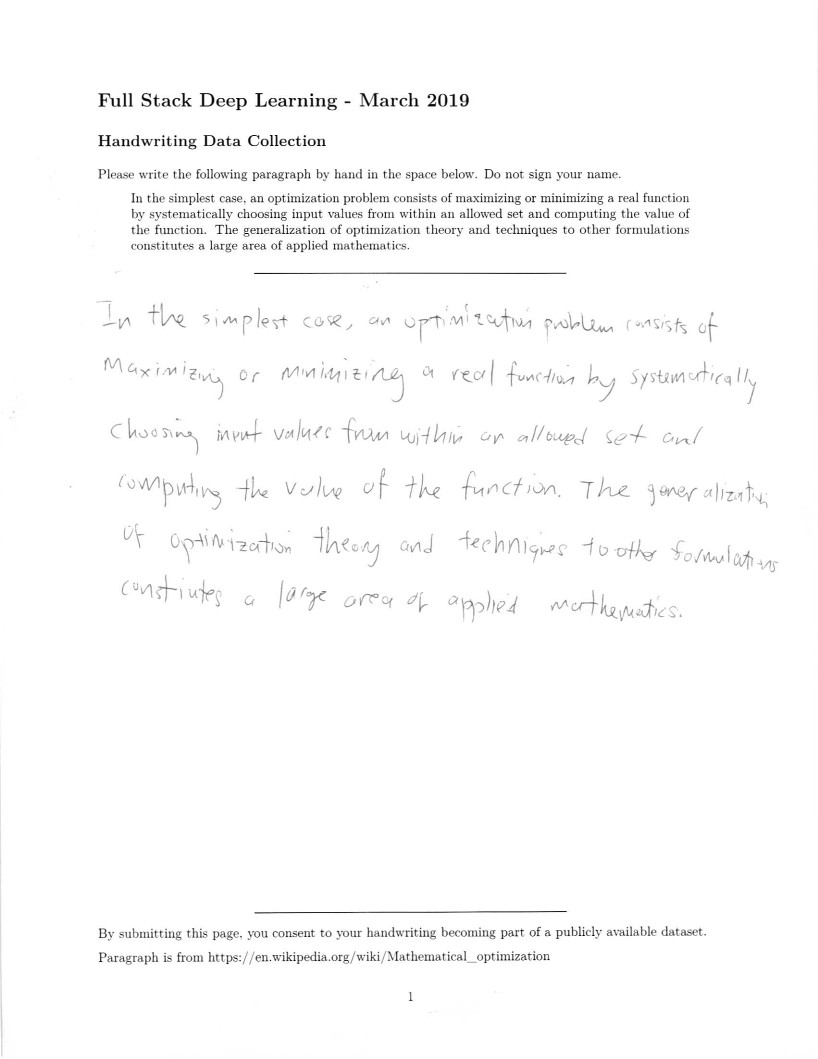 Full Stack Deep Learning - March 2019
Handwriting Data Collection
Please write the following paragraph by hand in the space below. Do not sign your name.
In the simplest case, an optimization problem consists of maximizing or minimizing a real function
by systematically choosing input values from within an allowed set and computing the value of
the function. The generalization of optimization theory and techniques to other formulations
constitutes a large area of applied mathematics.
In the simplest case, an optimization problem consists of
Maximizing or minimizing a real function by systematically
choosing input values from within an allowed set and
computing the value of the function. The generalization
of optimization theory and techniques to other formulations
constiutes a large area of applied mathematics.
By submitting this page, you consent to your handwriting becoming part of a publicly available dataset.
Paragraph is from https://en.wikipedia.org/wiki/Mathematical_optimization
1